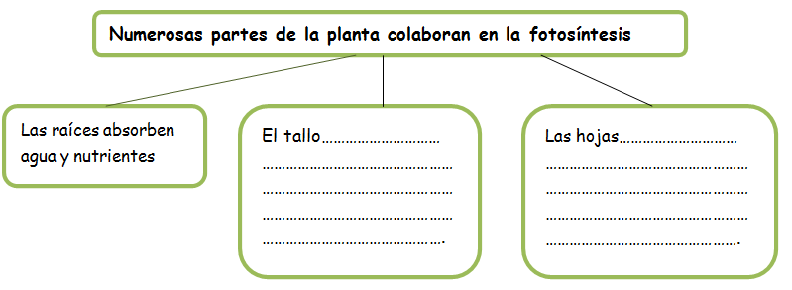 Numerosas partes de la planta colaboran en la fotosíntesis
Las raíces absorben
agua y nutrientes
El tallo……………………………
………………………………………………
………………………………………………
………………………………………………
…………………………………………….
Las hojas……………………………
…………………………………………………
…………………………………………………
…………………………………………………
……………………………………………….